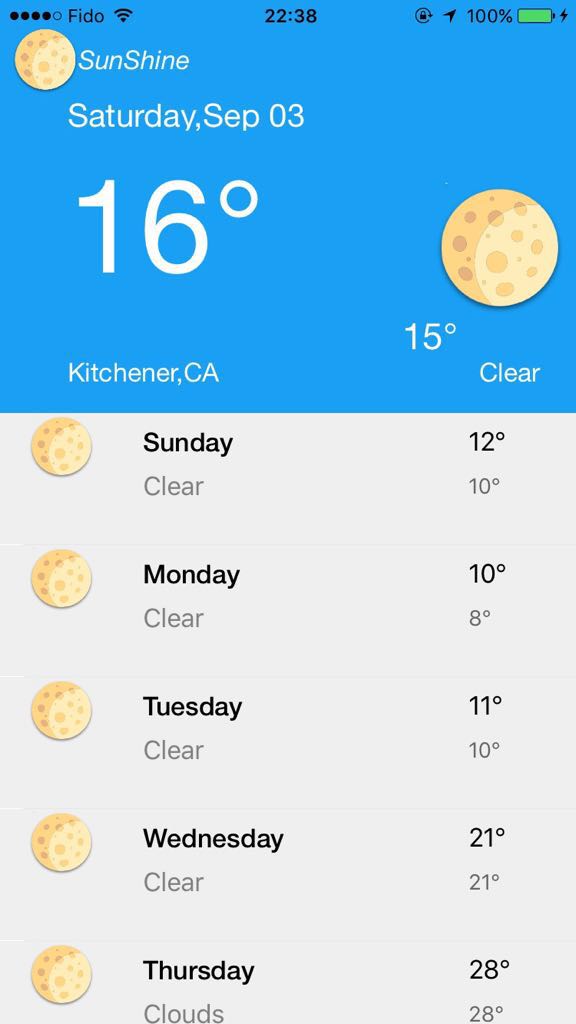 Fido 22:38 100%
SunShine
Saturday,Sep 03
16°
15°
Kitchener,CA Clear
Sunday 12°
Clear 10°
Monday 10°
Clear 8°
Tuesday 11°
Clear 10°
Wednesday 21°
Clear 21°
Thursday 28°
Clouds 28°